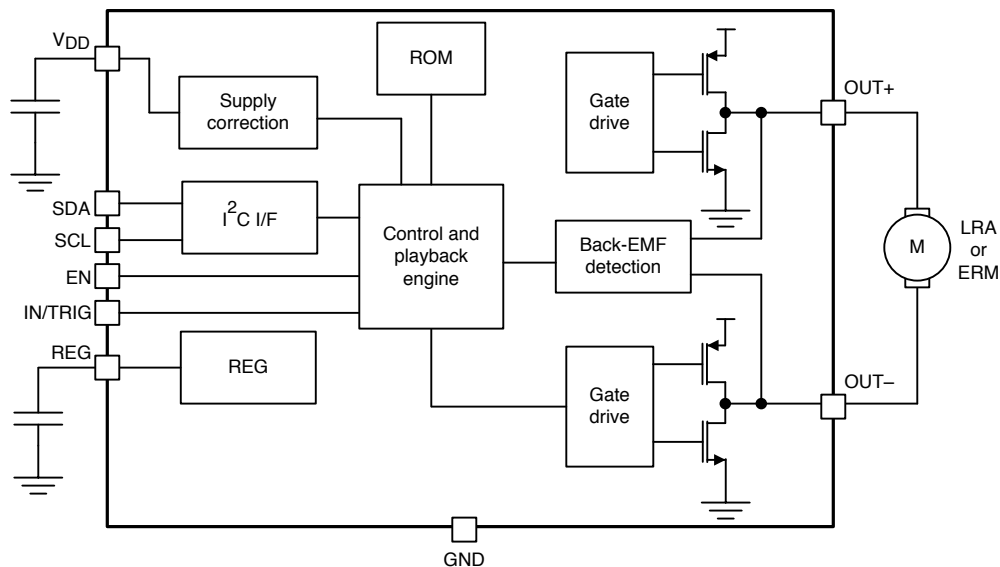 VDD
Supply
correction
ROM
Gate
drive
OUT+
SDA
SCL
I2C I/F
Control and
playback
engine
Back-EMF
detection
M
LRA
or
ERM
EN
IN/TRIG
REG
REG
Gate
drive
OUT–
GND